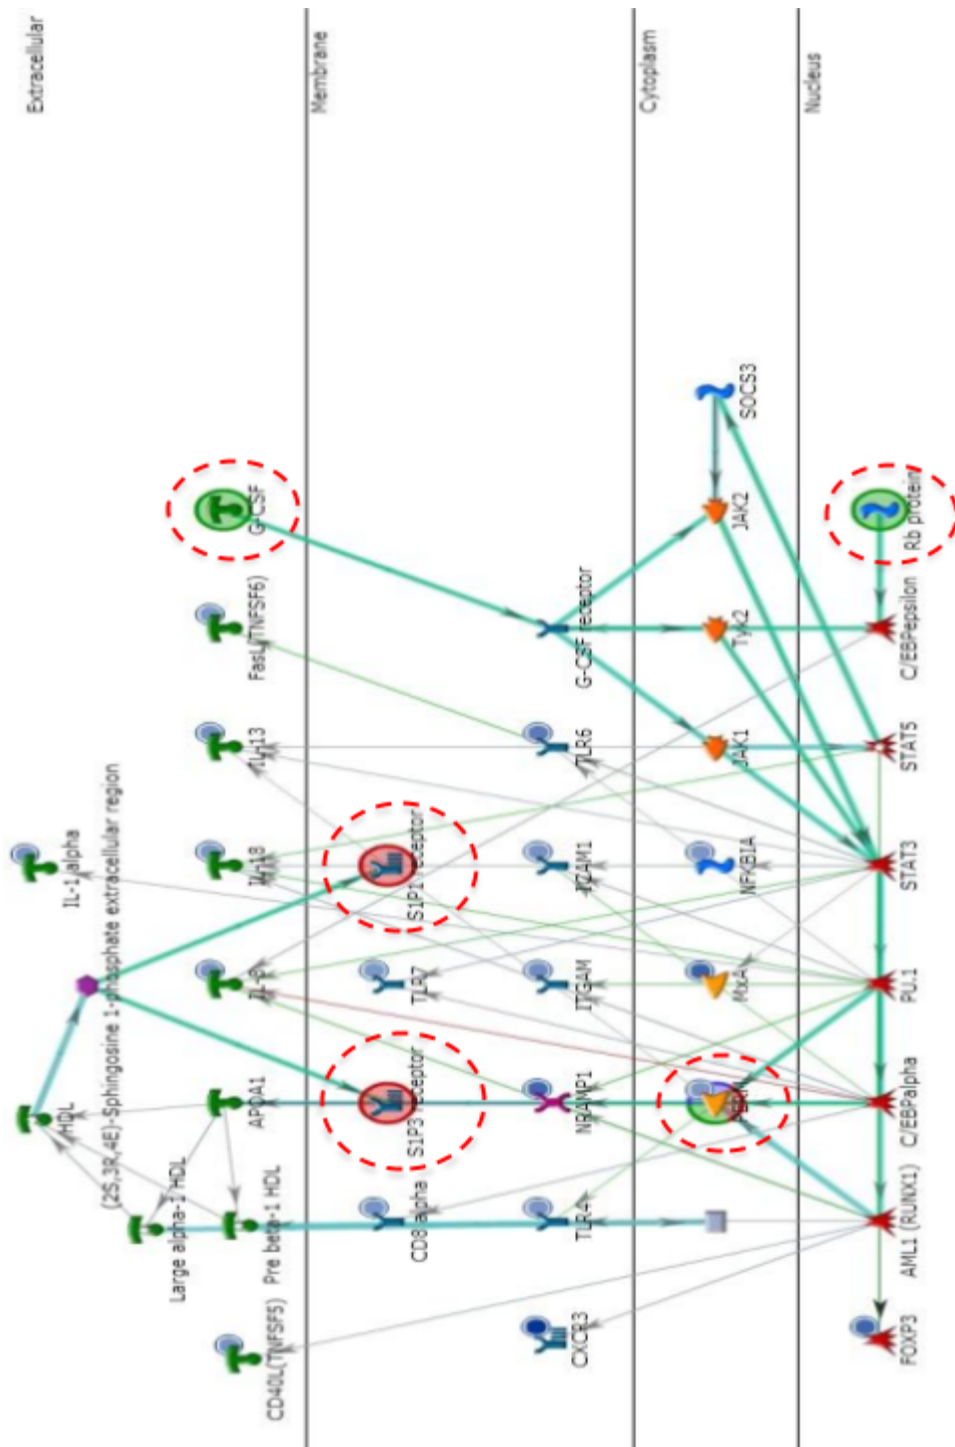 Extracellular
HDL
IL-1 alpha
(2S,3R,4E)-Sphingosine 1-phosphate extracellular region
Large alpha-1 HDL
CD40L(TNFSF5)
Pre beta-1 HDL
APOA1
IL-8
IL-18
IL-13
FasL(TNFSF6)
G-CSF
Membrane
CD8 alpha
S1P3 receptor
TLR7
S1P1 receptor
CXCR3
TLR4
NRAMP1
ITGAM
ICAM1
TLR6
G-CSF receptor
Cytoplasm
MxA
NFKBIA
JAK1
Tyk2
JAK2
SOCS3
Nucleus
FOXP3
AML1 (RUNX1)
C/EBPalpha
PU.1
STAT3
STAT5
C/EBPepsilon
Rb protein